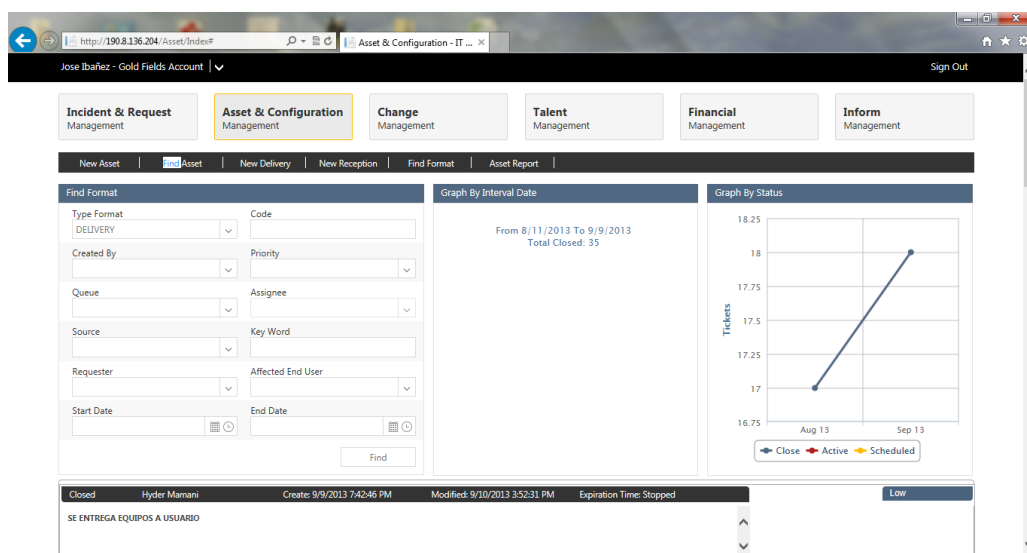 http://190.8.136.204/Asset/Index#
Asset & Configuration - IT ...
Jose Ibañez - Gold Fields Account
Sign Out
Incident & Request
Management
Asset & Configuration
Management
Change
Management
Talent
Management
Financial
Management
Inform
Management
New Asset | Find Asset | New Delivery | New Reception | Find Format | Asset Report |
Find Format
Type Format
Code
DELIVERY
Created By
Priority
Queue
Assignee
Source
Key Word
Requester
Affected End User
Start Date
End Date
Find
Graph By Interval Date
From 8/11/2013 To 9/9/2013
Total Closed: 35
Graph By Status
18.25
18
17.75
17.5
17.25
17
16.75
Tickets
Aug 13
Sep 13
Close
Active
Scheduled
Closed
Hyder Mamani
Create: 9/9/2013 7:42:46 PM
Modified: 9/10/2013 3:52:31 PM
Expiration Time: Stopped
Low
SE ENTREGA EQUIPOS A USUARIO